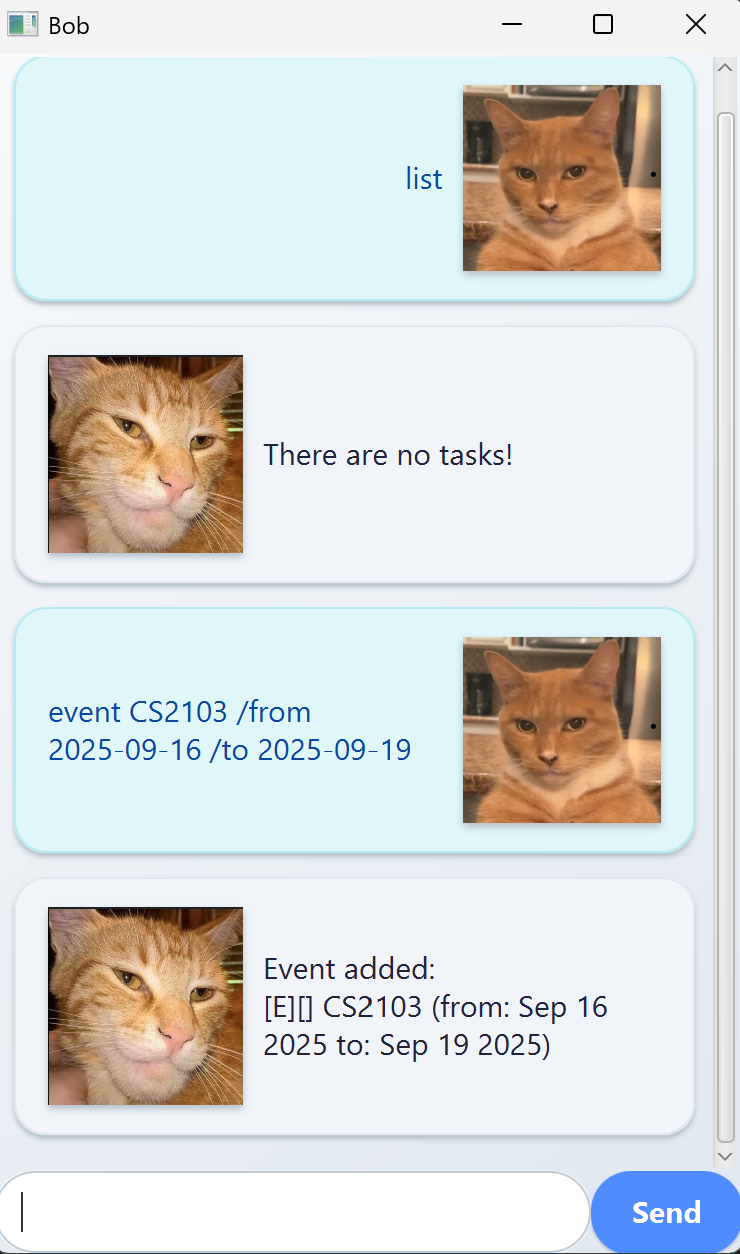 Bob
list
There are no tasks!
event CS2103 /from
2025-09-16 /to 2025-09-19
Event added:
[E][] CS2103 (from: Sep 16
2025 to: Sep 19 2025)
Send